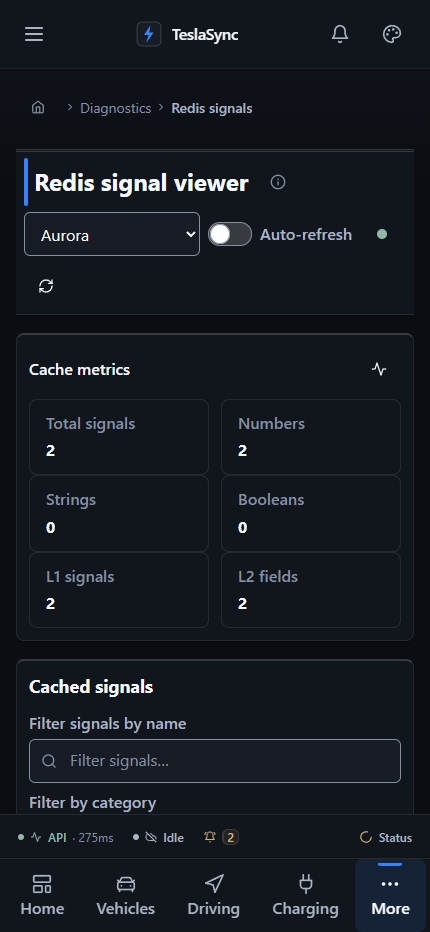 TeslaSync
Diagnostics Redis signals
Redis signal viewer
Aurora Auto-refresh
Cache metrics
Total signals Numbers
2 2
Strings Booleans
0 0
L1 signals L2 fields
2 2
Cached signals
Filter signals by name
Filter signals...
Filter by category
API · 275ms Idle 2 Status
Home Vehicles Driving Charging More